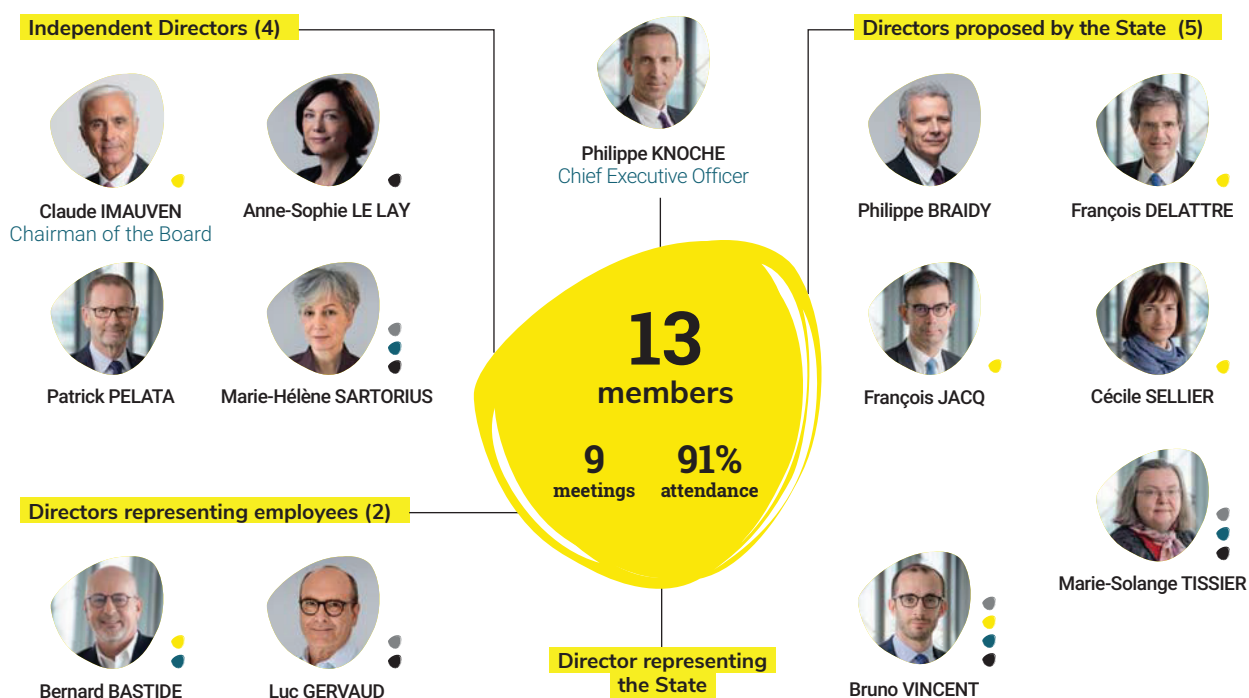 Independent Directors (4)
Claude IMAUVEN
Chairman of the Board
Anne-Sophie LE LAY
Patrick PELATA
Marie-Hélène SARTORIUS
Philippe KNOCHE
Chief Executive Officer
Directors proposed by the State (5)
Philippe BRAIDY
François DELATTRE
François JACQ
Cécile SELLIER
Marie-Solange TISSIER
13
members
9
meetings
91%
attendance
Directors representing employees (2)
Bernard BASTIDE
Luc GERVAUD
Director representing
the State
Bruno VINCENT